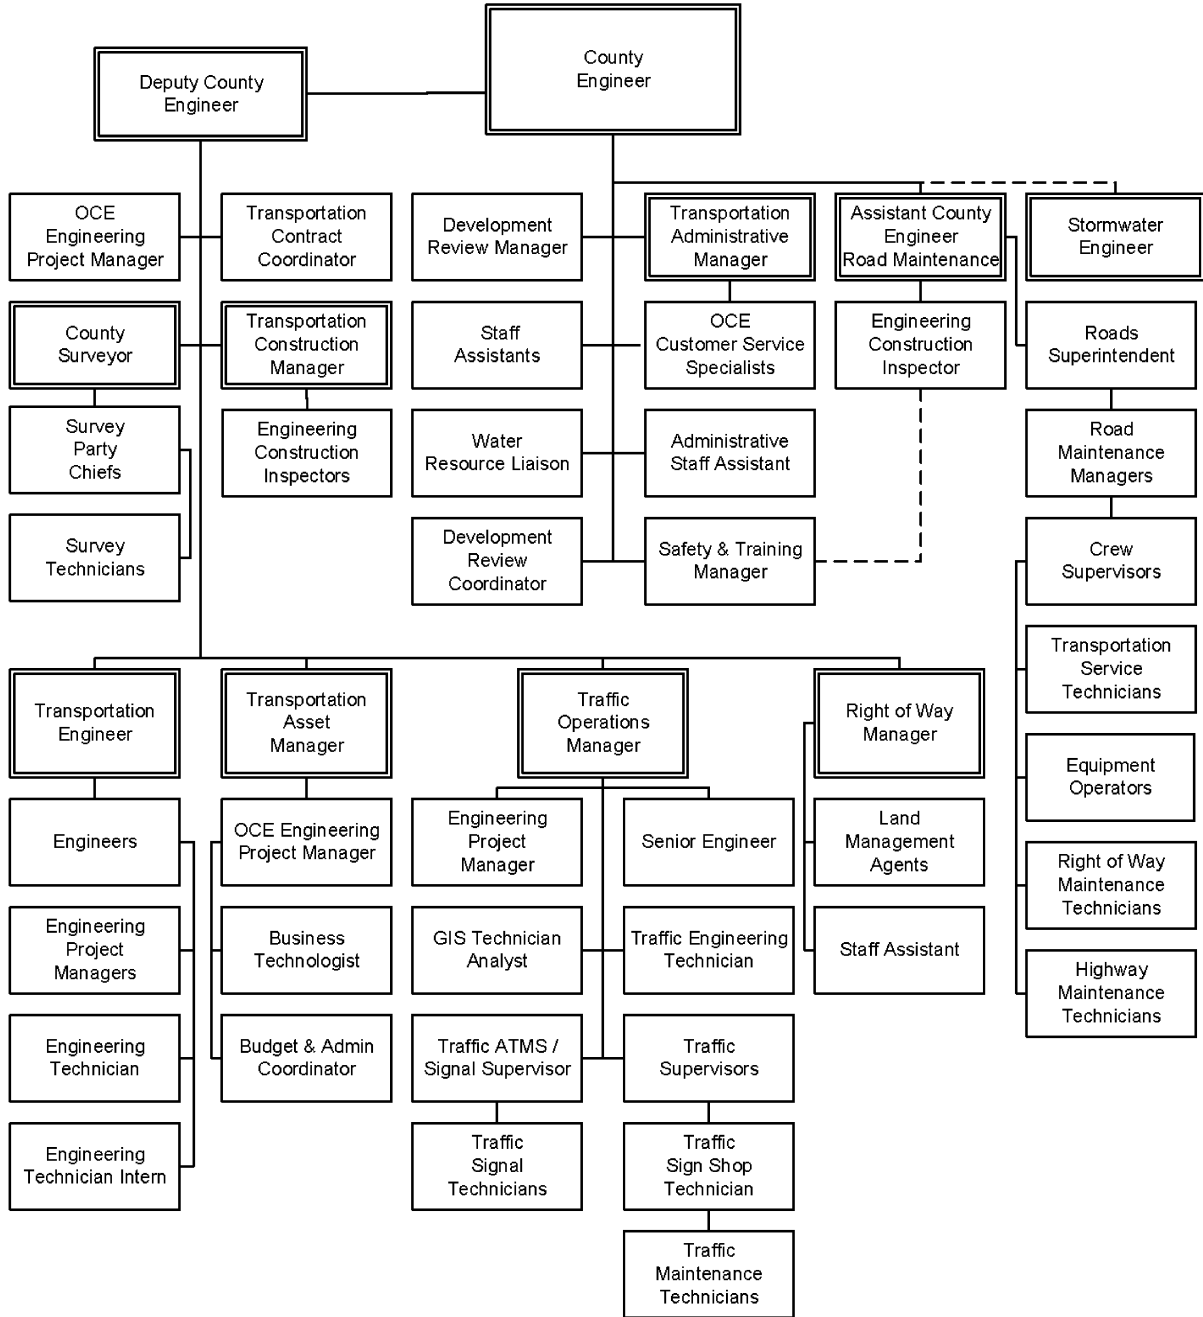 County
Engineer
Deputy County
Engineer
OCE
Engineering
Project Manager
Transportation
Contract
Coordinator
Development
Review Manager
Transportation
Administrative
Manager
Assistant County
Engineer
Road Maintenance
Stormwater
Engineer
County
Surveyor
Transportation
Construction
Manager
Staff
Assistants
OCE
Customer Service
Specialists
Engineering
Construction
Inspector
Roads
Superintendent
Survey
Party
Chiefs
Engineering
Construction
Inspectors
Water
Resource Liaison
Administrative
Staff Assistant
Road
Maintenance
Managers
Survey
Technicians
Development
Review
Coordinator
Safety & Training
Manager
Crew
Supervisors
Transportation
Service
Technicians
Transportation
Engineer
Transportation
Asset
Manager
Traffic
Operations
Manager
Right of Way
Manager
Equipment
Operators
Engineers
OCE Engineering
Project Manager
Engineering
Project
Manager
Senior Engineer
Land
Management
Agents
Right of Way
Maintenance
Technicians
Engineering
Project
Managers
Business
Technologist
GIS Technician
Analyst
Traffic Engineering
Technician
Staff Assistant
Highway
Maintenance
Technicians
Engineering
Technician
Budget & Admin
Coordinator
Traffic ATMS /
Signal Supervisor
Traffic
Supervisors
Engineering
Technician Intern
Traffic
Signal
Technicians
Traffic
Sign Shop
Technician
Traffic
Maintenance
Technicians